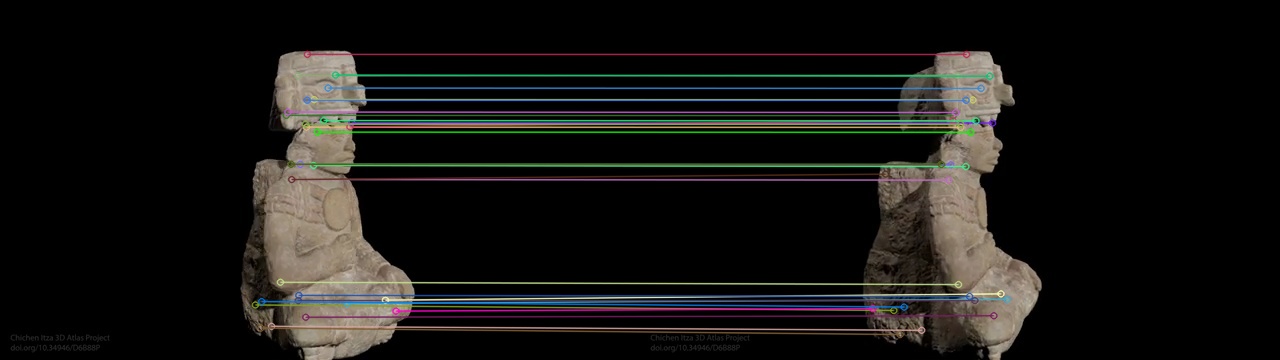 Chichen Itza 3D Atlas Project
doi.org/10.34946/D6B88P
Chichen Itza 3D Atlas Project
doi.org/10.34946/D6B88P